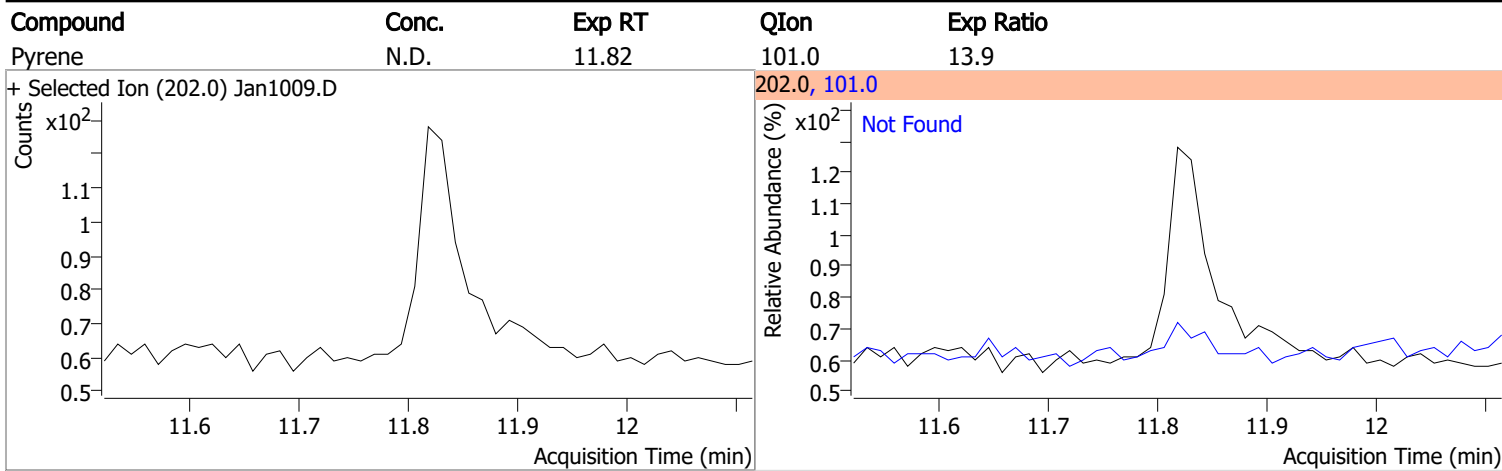 Compound Conc. Exp RT QIon Exp Ratio
Pyrene N.D. 11.82 101.0 13.9
+ Selected Ion (202.0) Jan1009.D
Counts
x10²
1.1
1
0.9
0.8
0.7
0.6
0.5
11.6 11.7 11.8 11.9 12
Acquisition Time (min)
202.0, 101.0
Relative Abundance (%)
x10²
Not Found
1.2
1.1
1
0.9
0.8
0.7
0.6
0.5
11.6 11.7 11.8 11.9 12
Acquisition Time (min)